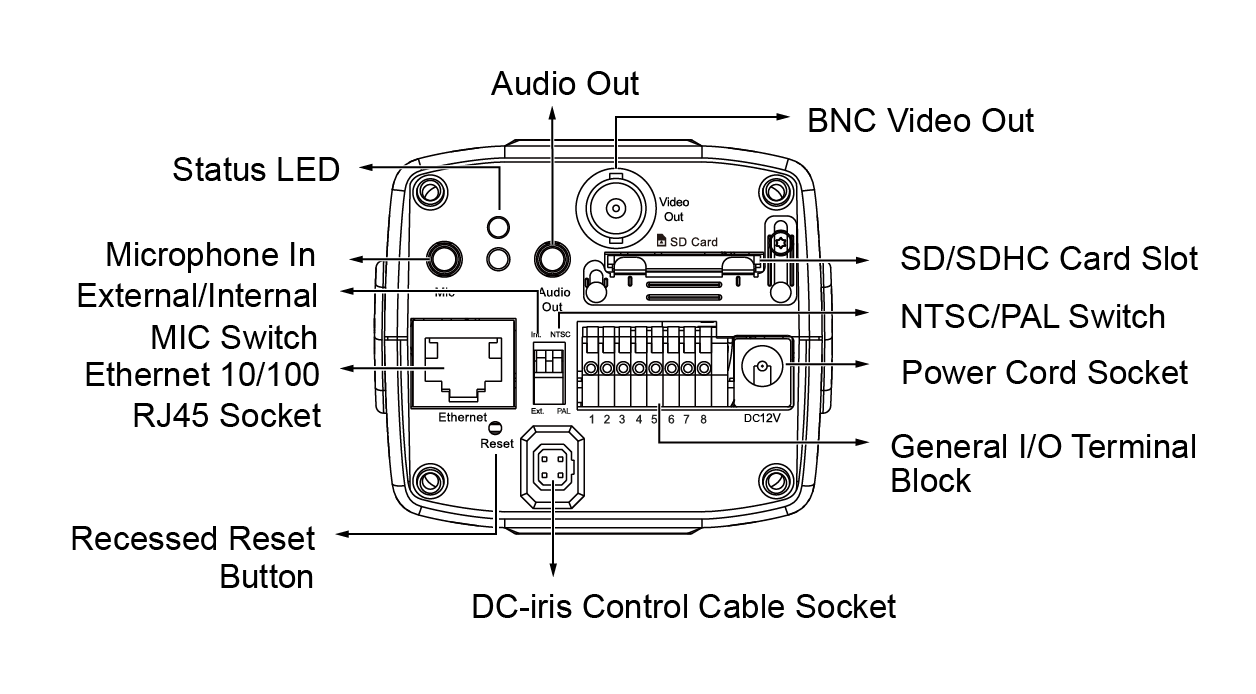 Audio Out
BNC Video Out
Status LED
Video
Out
SD Card
Microphone In
SD/SDHC Card Slot
Mic
Audio
Out
External/Internal
MIC Switch
NTSC/PAL Switch
Int. NTSC
Ethernet 10/100
RJ45 Socket
Power Cord Socket
Ext. PAL
Ethernet
1 2 3 4 5 6 7 8
DC12V
Reset
General I/O Terminal
Block
Recessed Reset
Button
DC-iris Control Cable Socket